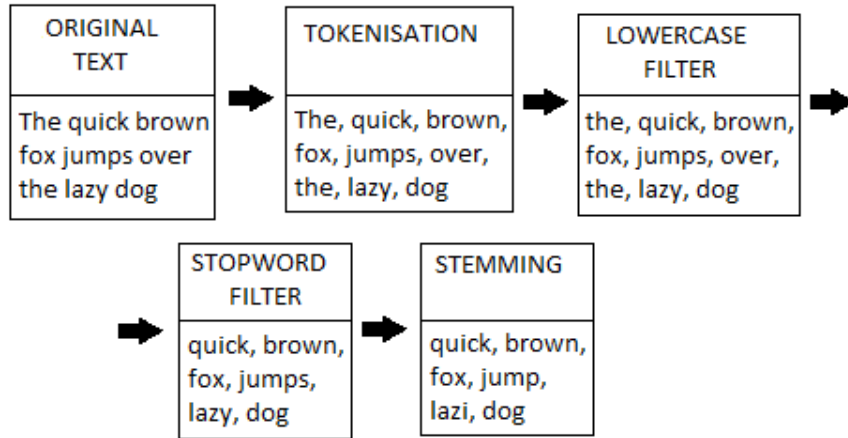 ORIGINAL
TEXT
The quick brown
fox jumps over
the lazy dog
TOKENISATION
The, quick, brown,
fox, jumps, over,
the, lazy, dog
LOWERCASE
FILTER
the, quick, brown,
fox, jumps, over,
the, lazy, dog
STOPWORD
FILTER
quick, brown,
fox, jumps,
lazy, dog
STEMMING
quick, brown,
fox, jump,
lazi, dog